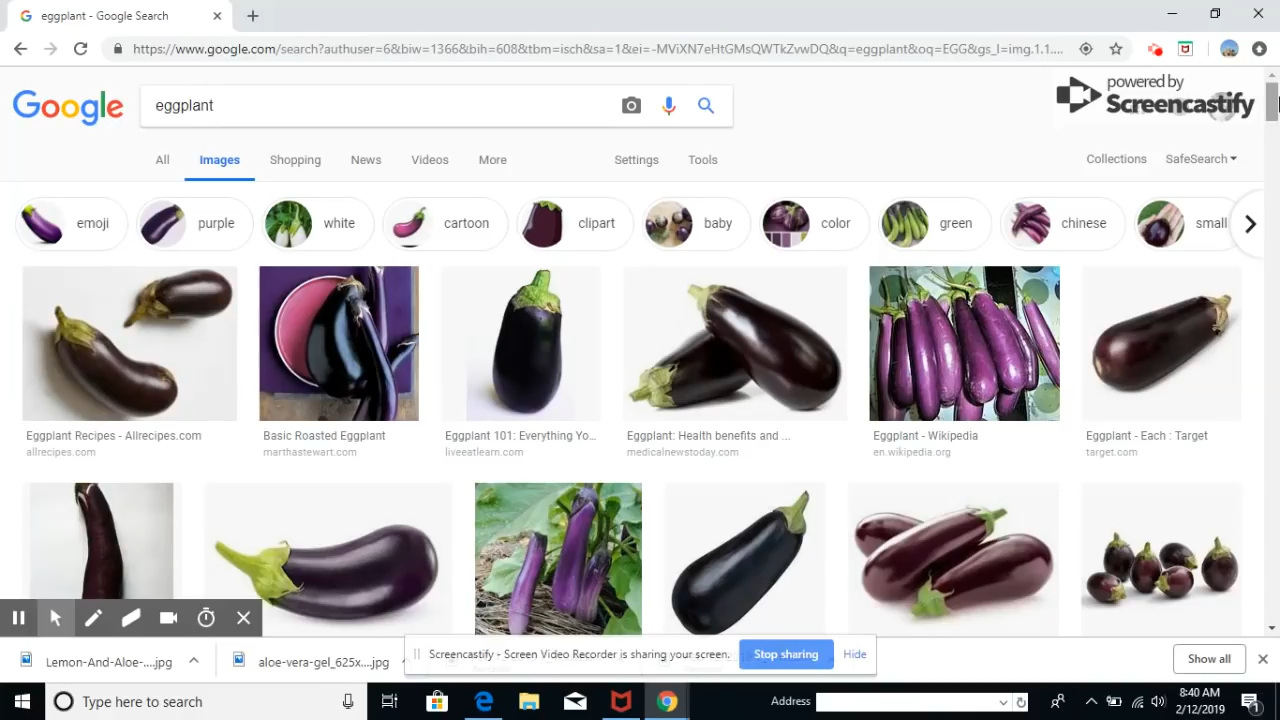 eggplant - Google Search
https://www.google.com/search?authuser=6&biw=1366&bih=608&tbm=isch&sa=1&ei=-MViXN7eHtGMsQWTkZvwDQ&q=eggplant&oq=EGG&gs_l=img.1.1....
powered by
Screencastify
Google
eggplant
All Images Shopping News Videos More Settings Tools Collections SafeSearch
emoji purple white cartoon clipart baby color green chinese small
Eggplant Recipes - Allrecipes.com Basic Roasted Eggplant Eggplant 101: Everything Yo... Eggplant: Health benefits and ... Eggplant - Wikipedia Eggplant - Each : Target
allrecipes.com marthastewart.com liveeatlearn.com medicalnewstoday.com en.wikipedia.org target.com
Screencastify - Screen Video Recorder is sharing your screen. Stop sharing Hide
Lemon-And-Aloe-....jpg aloe-vera-gel_625x....jpg Show all
Type here to search Address 8:40 AM
2/12/2019
1